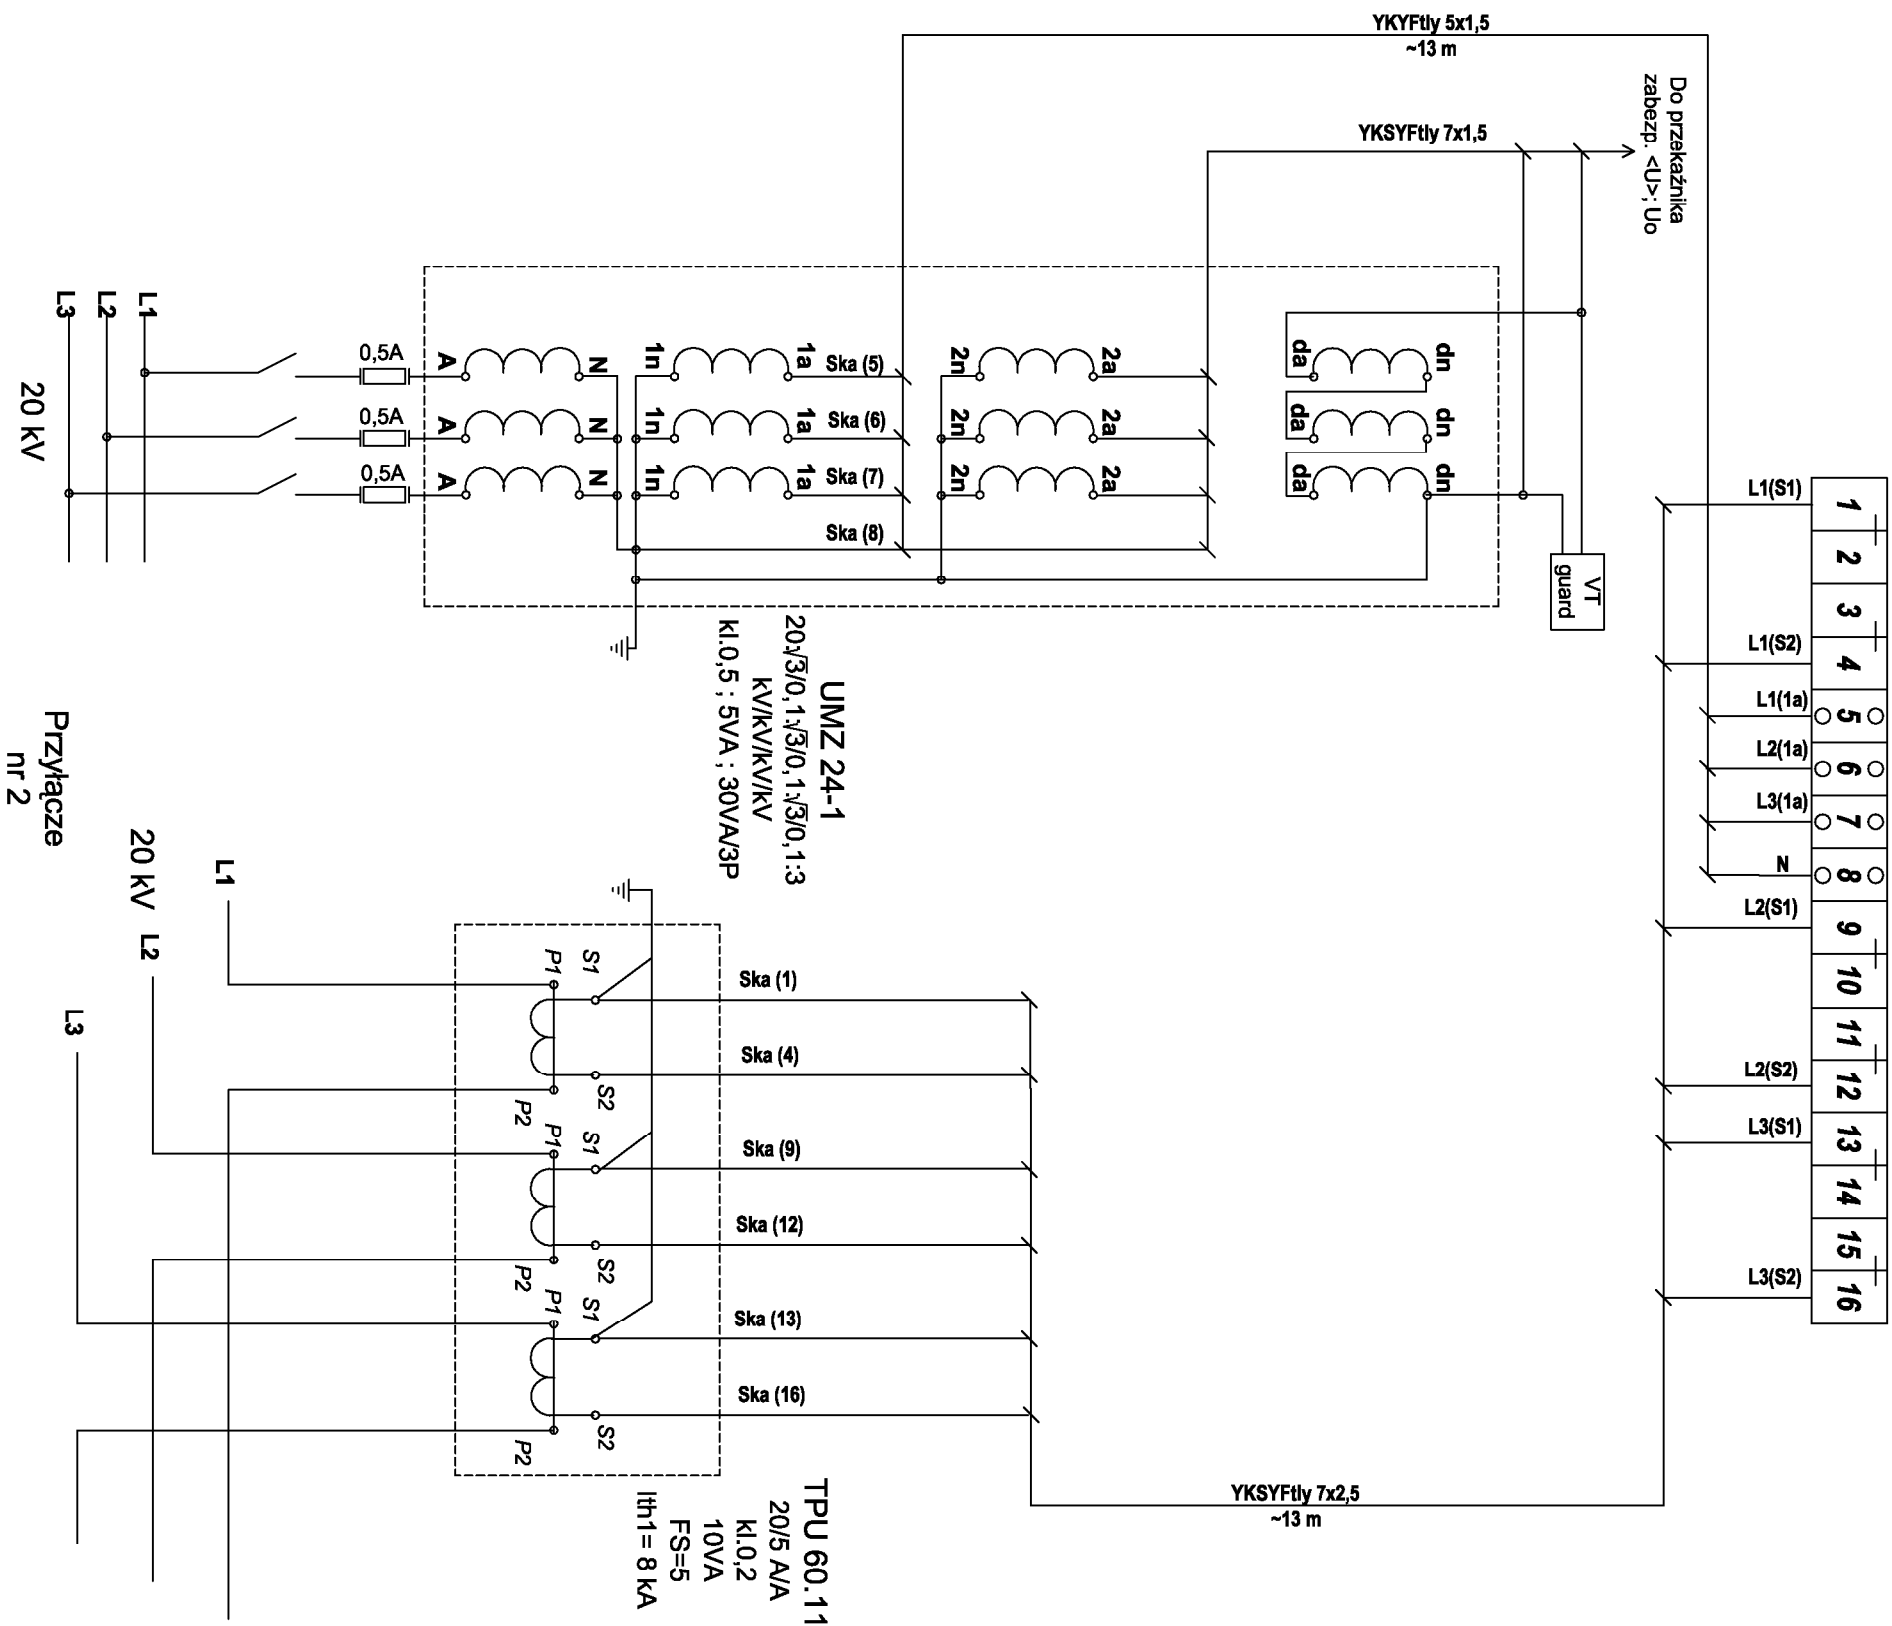 YKYFtly 5x1,5
~13 m
Do przekaźnika
zabezp. <U>; Uo
YKSYFtly 7x1,5
L1
L2
L3
20 kV
0,5A
0,5A
0,5A
A
A
A
N
N
N
1n
1n
1n
1a
1a
1a
Ska (5)
Ska (6)
Ska (7)
Ska (8)
2n
2n
2n
2a
2a
2a
da
da
da
dn
dn
dn
VT
guard
UMZ 24-1
20:√3/0,1:√3/0,1:√3/0,1:3
kV/kV/kV/kV
kl.0,5 ; 5VA ; 30VA/3P
Przyłącze
nr 2
20 kV
L1
L2
L3
P1
S1
S2
P2
P1
S1
S2
P2
P1
S1
S2
P2
Ska (1)
Ska (4)
Ska (9)
Ska (12)
Ska (13)
Ska (16)
TPU 60.11
20/5 A/A
kl.0,2
10VA
FS=5
Ith1= 8 kA
YKSYFtly 7x2,5
~13 m
L1(S1)
L1(S2)
L1(1a)
L2(1a)
L3(1a)
N
L2(S1)
L2(S2)
L3(S1)
L3(S2)
1
2
3
4
5
6
7
8
9
10
11
12
13
14
15
16